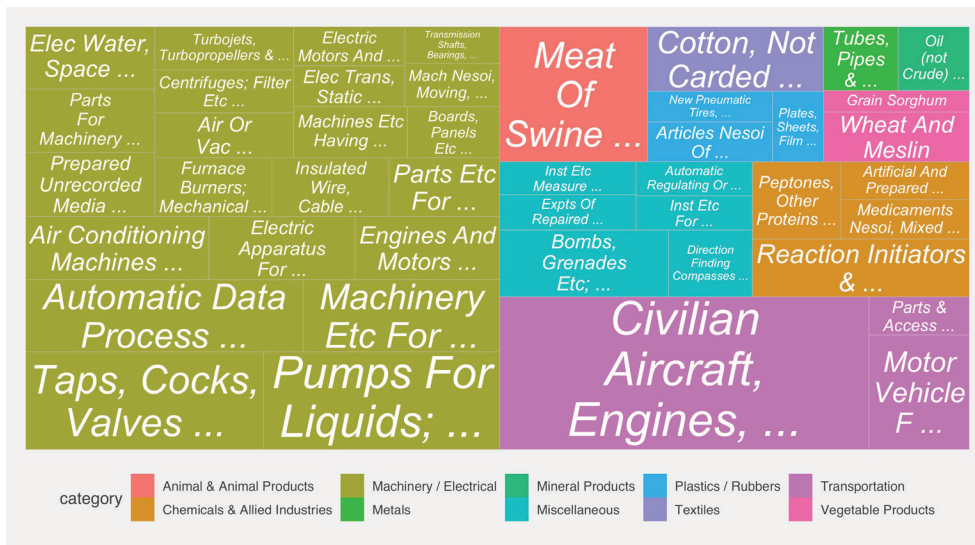 Elec Water,
Space ...
Turbojets,
Turbopropellers & ...
Electric
Motors And ...
Transmission
Shafts,
Bearings, ...
Parts
For
Machinery ...
Centrifuges; Filter
Etc ...
Elec Trans,
Static ...
Mach Nesoi,
Moving, ...
Air Or
Vac ...
Machines Etc
Having ...
Boards,
Panels
Etc ...
Prepared
Unrecorded
Media ...
Furnace
Burners;
Mechanical ...
Insulated
Wire,
Cable ...
Parts Etc
For ...
Air Conditioning
Machines ...
Electric
Apparatus
For ...
Engines And
Motors ...
Automatic Data
Process ...
Machinery
Etc For ...
Taps, Cocks,
Valves ...
Pumps For
Liquids; ...
Meat
Of
Swine ...
Cotton, Not
Carded ...
Tubes,
Pipes
& ...
Oil
(not
Crude) ...
New Pneumatic
Tires, ...
Articles Nesoi
Of ...
Plates,
Sheets,
Film ...
Grain Sorghum
Wheat And
Meslin
Inst Etc
Measure ...
Automatic
Regulating Or ...
Expts Of
Repaired ...
Inst Etc
For ...
Bombs,
Grenades
Etc; ...
Direction
Finding
Compasses ...
Peptones,
Other
Proteins ...
Artificial And
Prepared ...
Medicaments
Nesoi, Mixed ...
Reaction Initiators
& ...
Civilian
Aircraft,
Engines, ...
Parts &
Access ...
Motor
Vehicle
F ...
category
Animal & Animal Products
Machinery / Electrical
Mineral Products
Plastics / Rubbers
Transportation
Chemicals & Allied Industries
Metals
Miscellaneous
Textiles
Vegetable Products